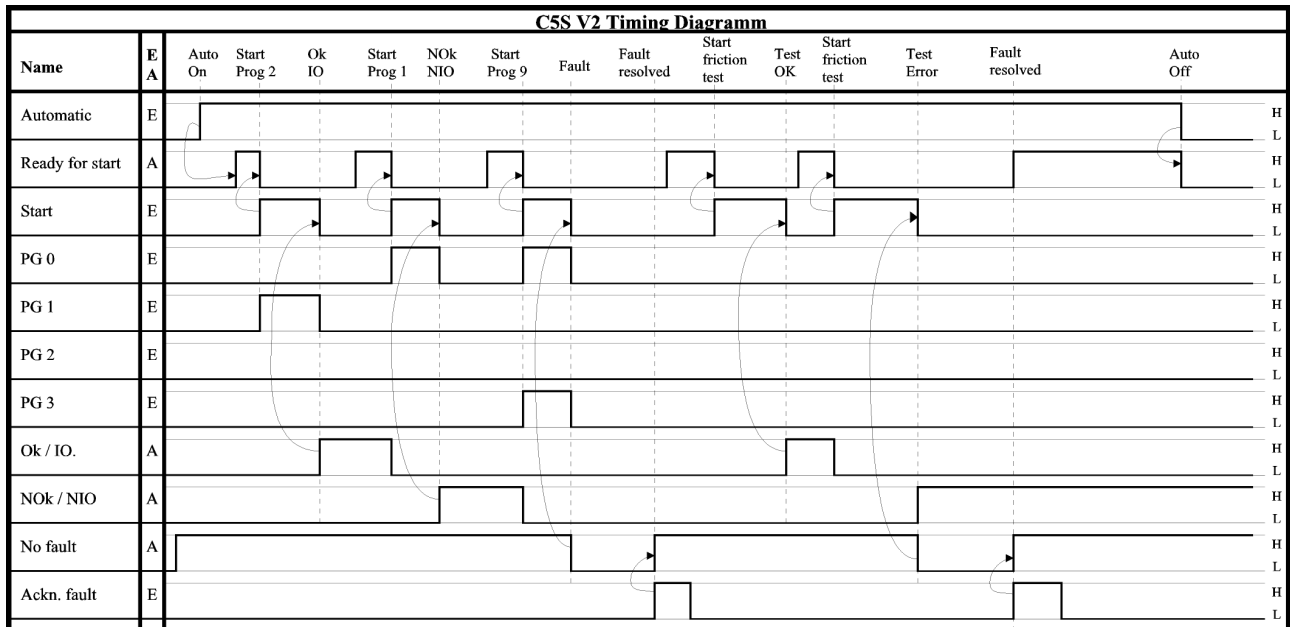 C5S V2 Timing Diagramm
Name E A Auto On Start Prog 2 Ok IO Start Prog 1 NOk NIO Start Prog 9 Fault Fault resolved Start friction test Test OK Start friction test Test Error Fault resolved Auto Off
Automatic E H
L
Ready for start A H
L
Start E H
L
PG 0 E H
L
PG 1 E H
L
PG 2 E H
L
PG 3 E H
L
Ok / IO. A H
L
NOk / NIO A H
L
No fault A H
L
Ackn. fault E H
L